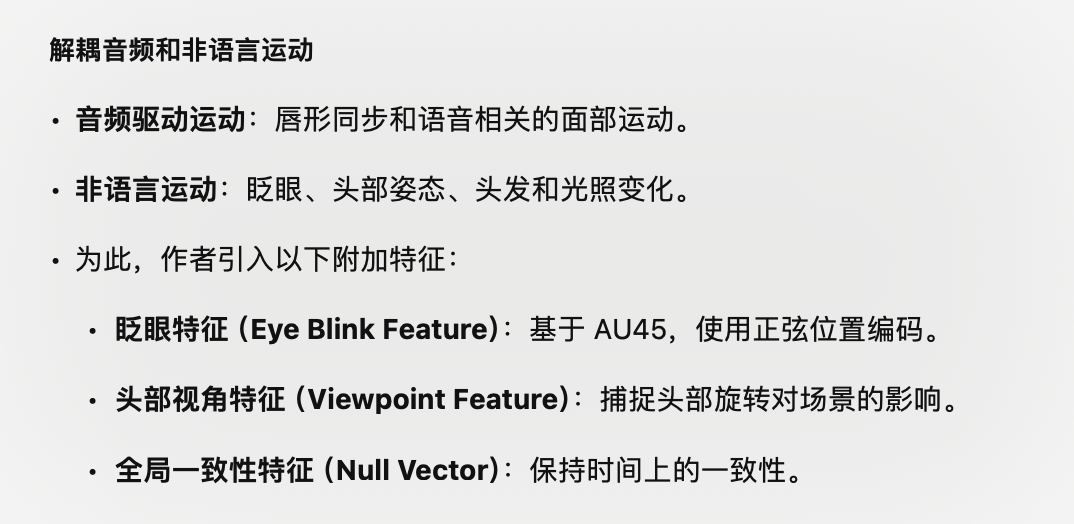 解耦音频和非语言运动
• 音频驱动运动：唇形同步和语音相关的面部运动。
• 非语言运动：眨眼、头部姿态、头发和光照变化。
• 为此，作者引入以下附加特征：
• 眨眼特征（Eye Blink Feature）：基于 AU45，使用正弦位置编码。
• 头部视角特征（Viewpoint Feature）：捕捉头部旋转对场景的影响。
• 全局一致性特征（Null Vector）：保持时间上的一致性。